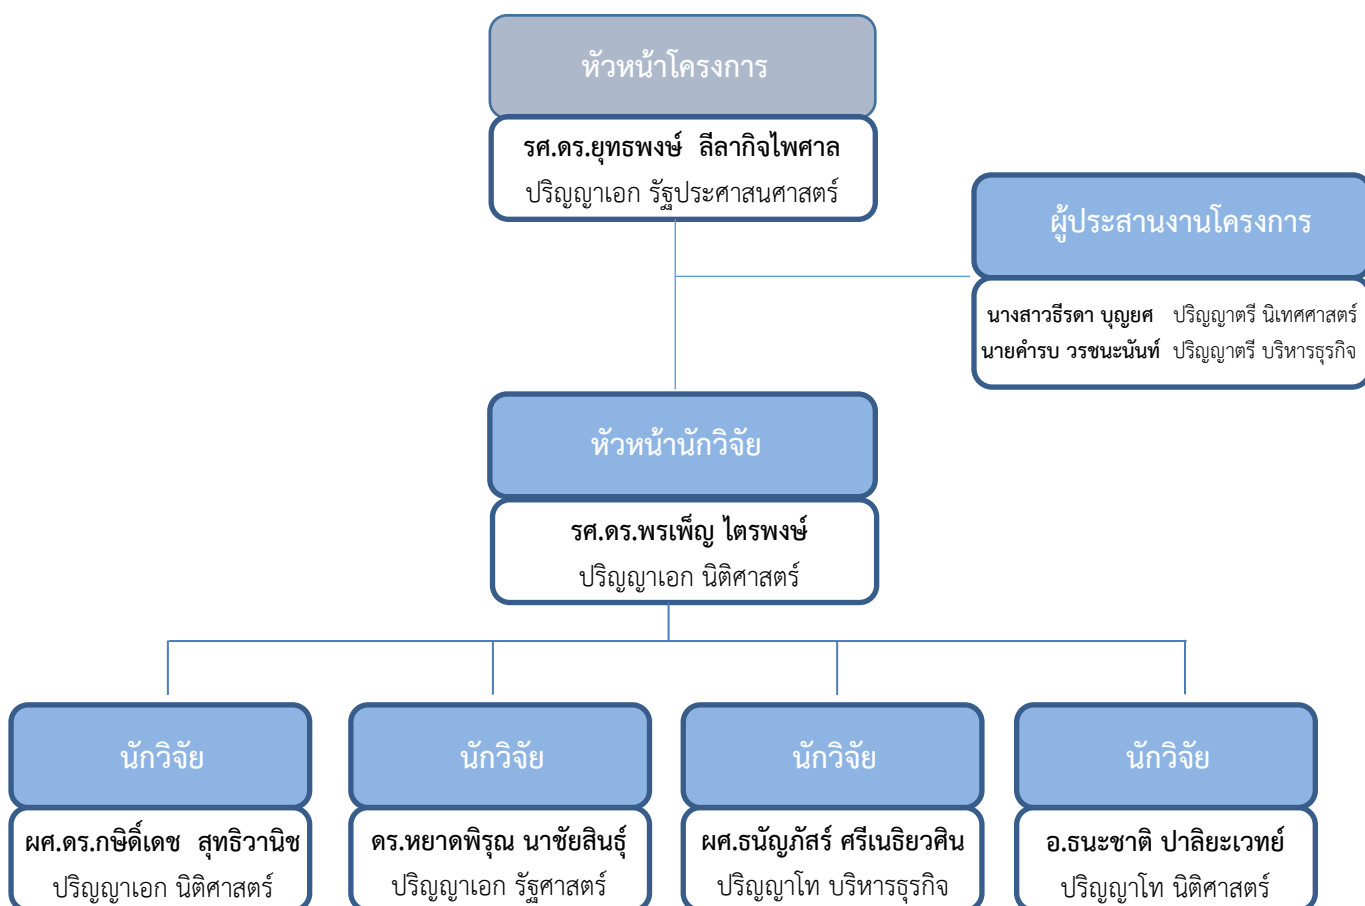 หัวหน้าโครงการ
รศ.ดร.ยุทธพงษ์  ลีลากิจไพศาล
ปริญญาเอก รัฐประศาสนศาสตร์
ผู้ประสานงานโครงการ
นางสาวธีรดา บุญยศ ปริญญาตรี นิเทศศาสตร์
นายคำรบ วรชนะนันท์ ปริญญาตรี บริหารธุรกิจ
หัวหน้านักวิจัย
รศ.ดร.พรเพ็ญ ไตรพงษ์
ปริญญาเอก นิติศาสตร์
นักวิจัย
ผศ.ดร.กษิดิ์เดช  สุทธิวานิช
ปริญญาเอก นิติศาสตร์
นักวิจัย
ดร.หยาดพิรุณ นาชัยสินธุ์
ปริญญาเอก รัฐศาสตร์
นักวิจัย
ผศ.ธนัญภัสร์ ศรีเนธิยวศิน
ปริญญาโท บริหารธุรกิจ
นักวิจัย
อ.ธนะชาติ ปาลิยะเวทย์
ปริญญาโท นิติศาสตร์